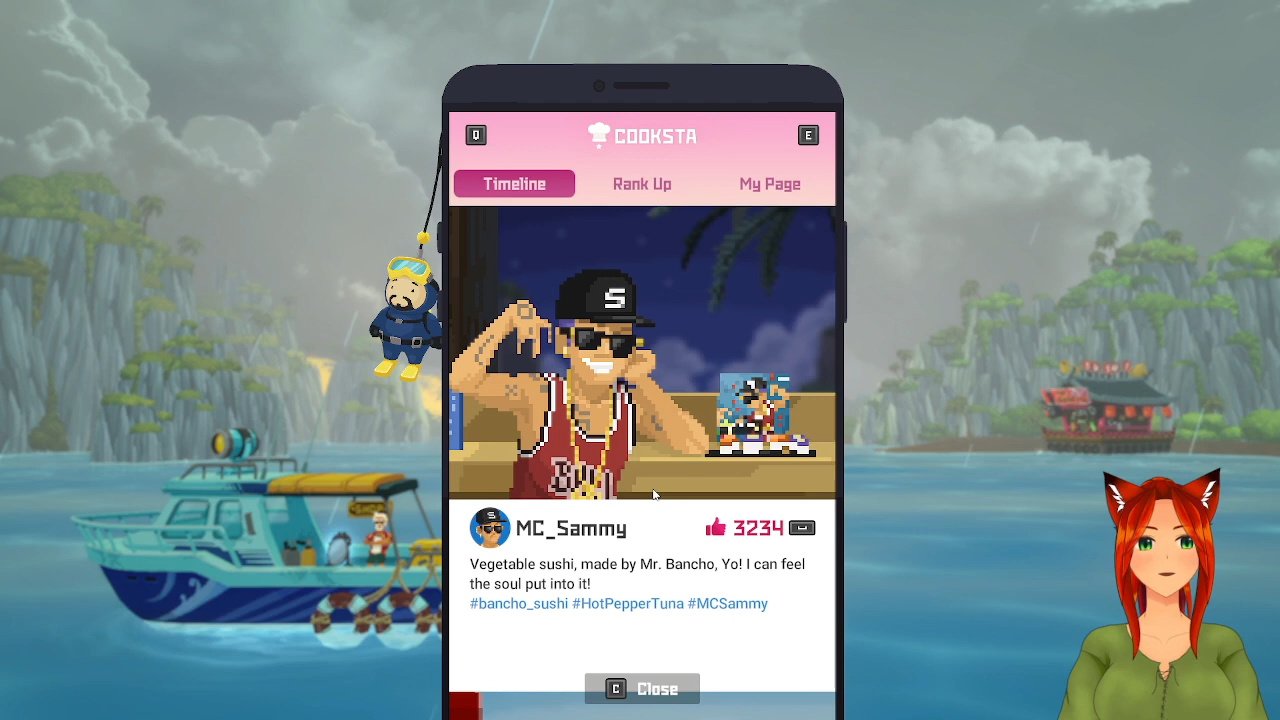 Q
COOKSTA
E
Timeline
Rank Up
My Page
S
MC_Sammy
3234
Vegetable sushi, made by Mr. Bancho, Yo! I can feel
the soul put into it!
#bancho_sushi #HotPepperTuna #MCSammy
C Close